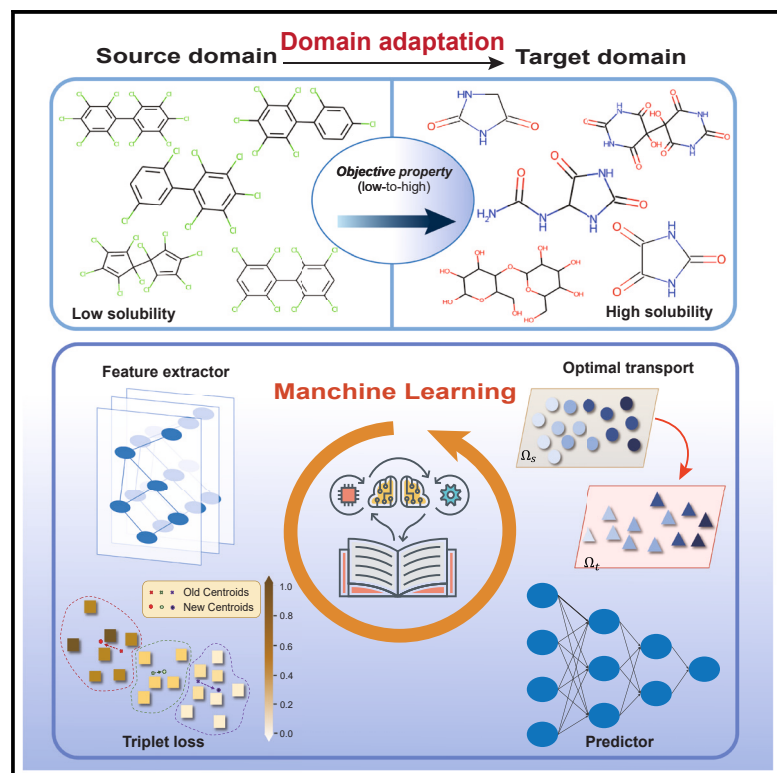 Domain adaptation
Source domain
Target domain
Objective property
(low-to-high)
Low solubility
High solubility
Feature extractor
Manchine Learning
Optimal transport
Ωs
Ωt
Old Centroids
New Centroids
1.0
0.8
0.6
0.4
0.2
0.0
Triplet loss
Predictor